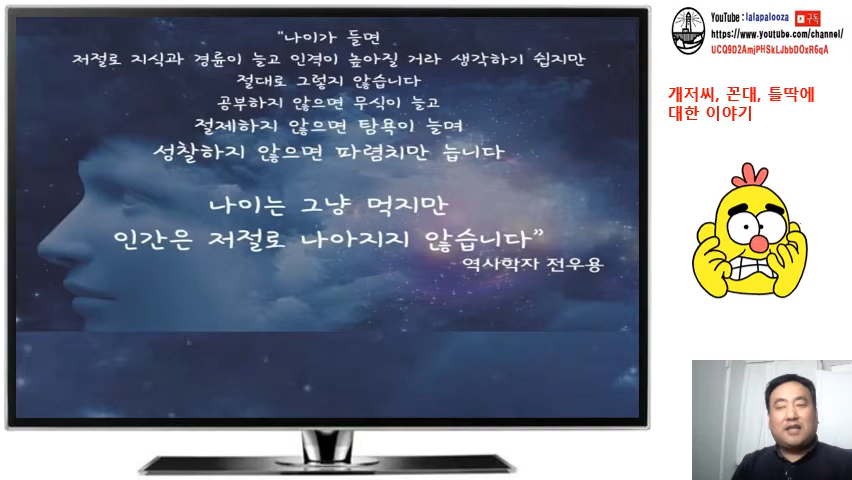 "나이가 들면
저절로 지식과 경륜이 늘고 인격이 높아질 거라 생각하기 쉽지만
절대로 그렇지 않습니다
공부하지 않으면 무식이 늘고
절제하지 않으면 탐욕이 늘며
성찰하지 않으면 파렴치만 늡니다
나이는 그냥 먹지만
인간은 저절로 나아지지 않습니다”
-역사학자 전우용
YouTube : lalapalooza 구독
https://www.youtube.com/channel/
UCQ9D2AmjPHSkLJbbDOxR6qA
개저씨, 꼰대, 틀딱에
대한 이야기